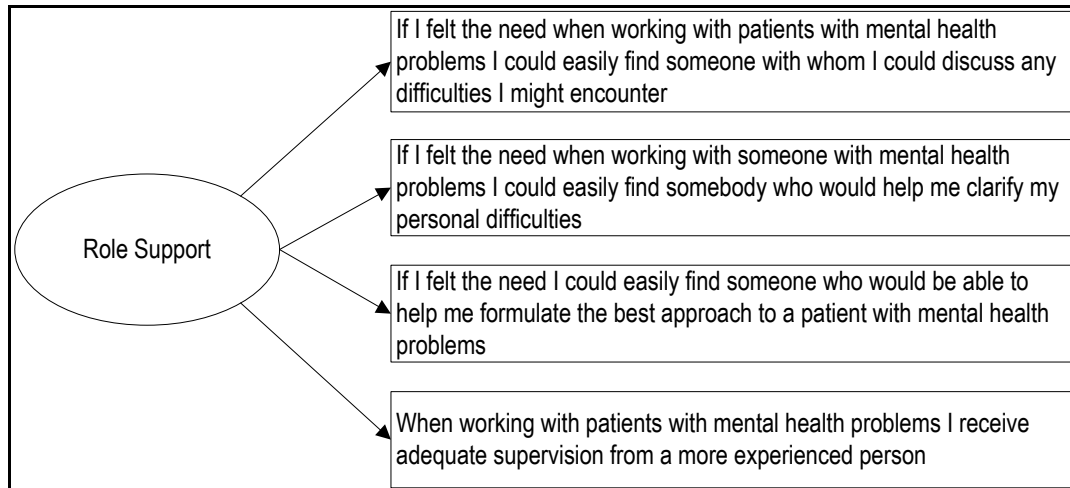 If I felt the need when working with patients with mental health
problems I could easily find someone with whom I could discuss any
difficulties I might encounter
If I felt the need when working with someone with mental health
problems I could easily find somebody who would help me clarify my
personal difficulties
Role Support
If I felt the need I could easily find someone who would be able to
help me formulate the best approach to a patient with mental health
problems
When working with patients with mental health problems I receive
adequate supervision from a more experienced person